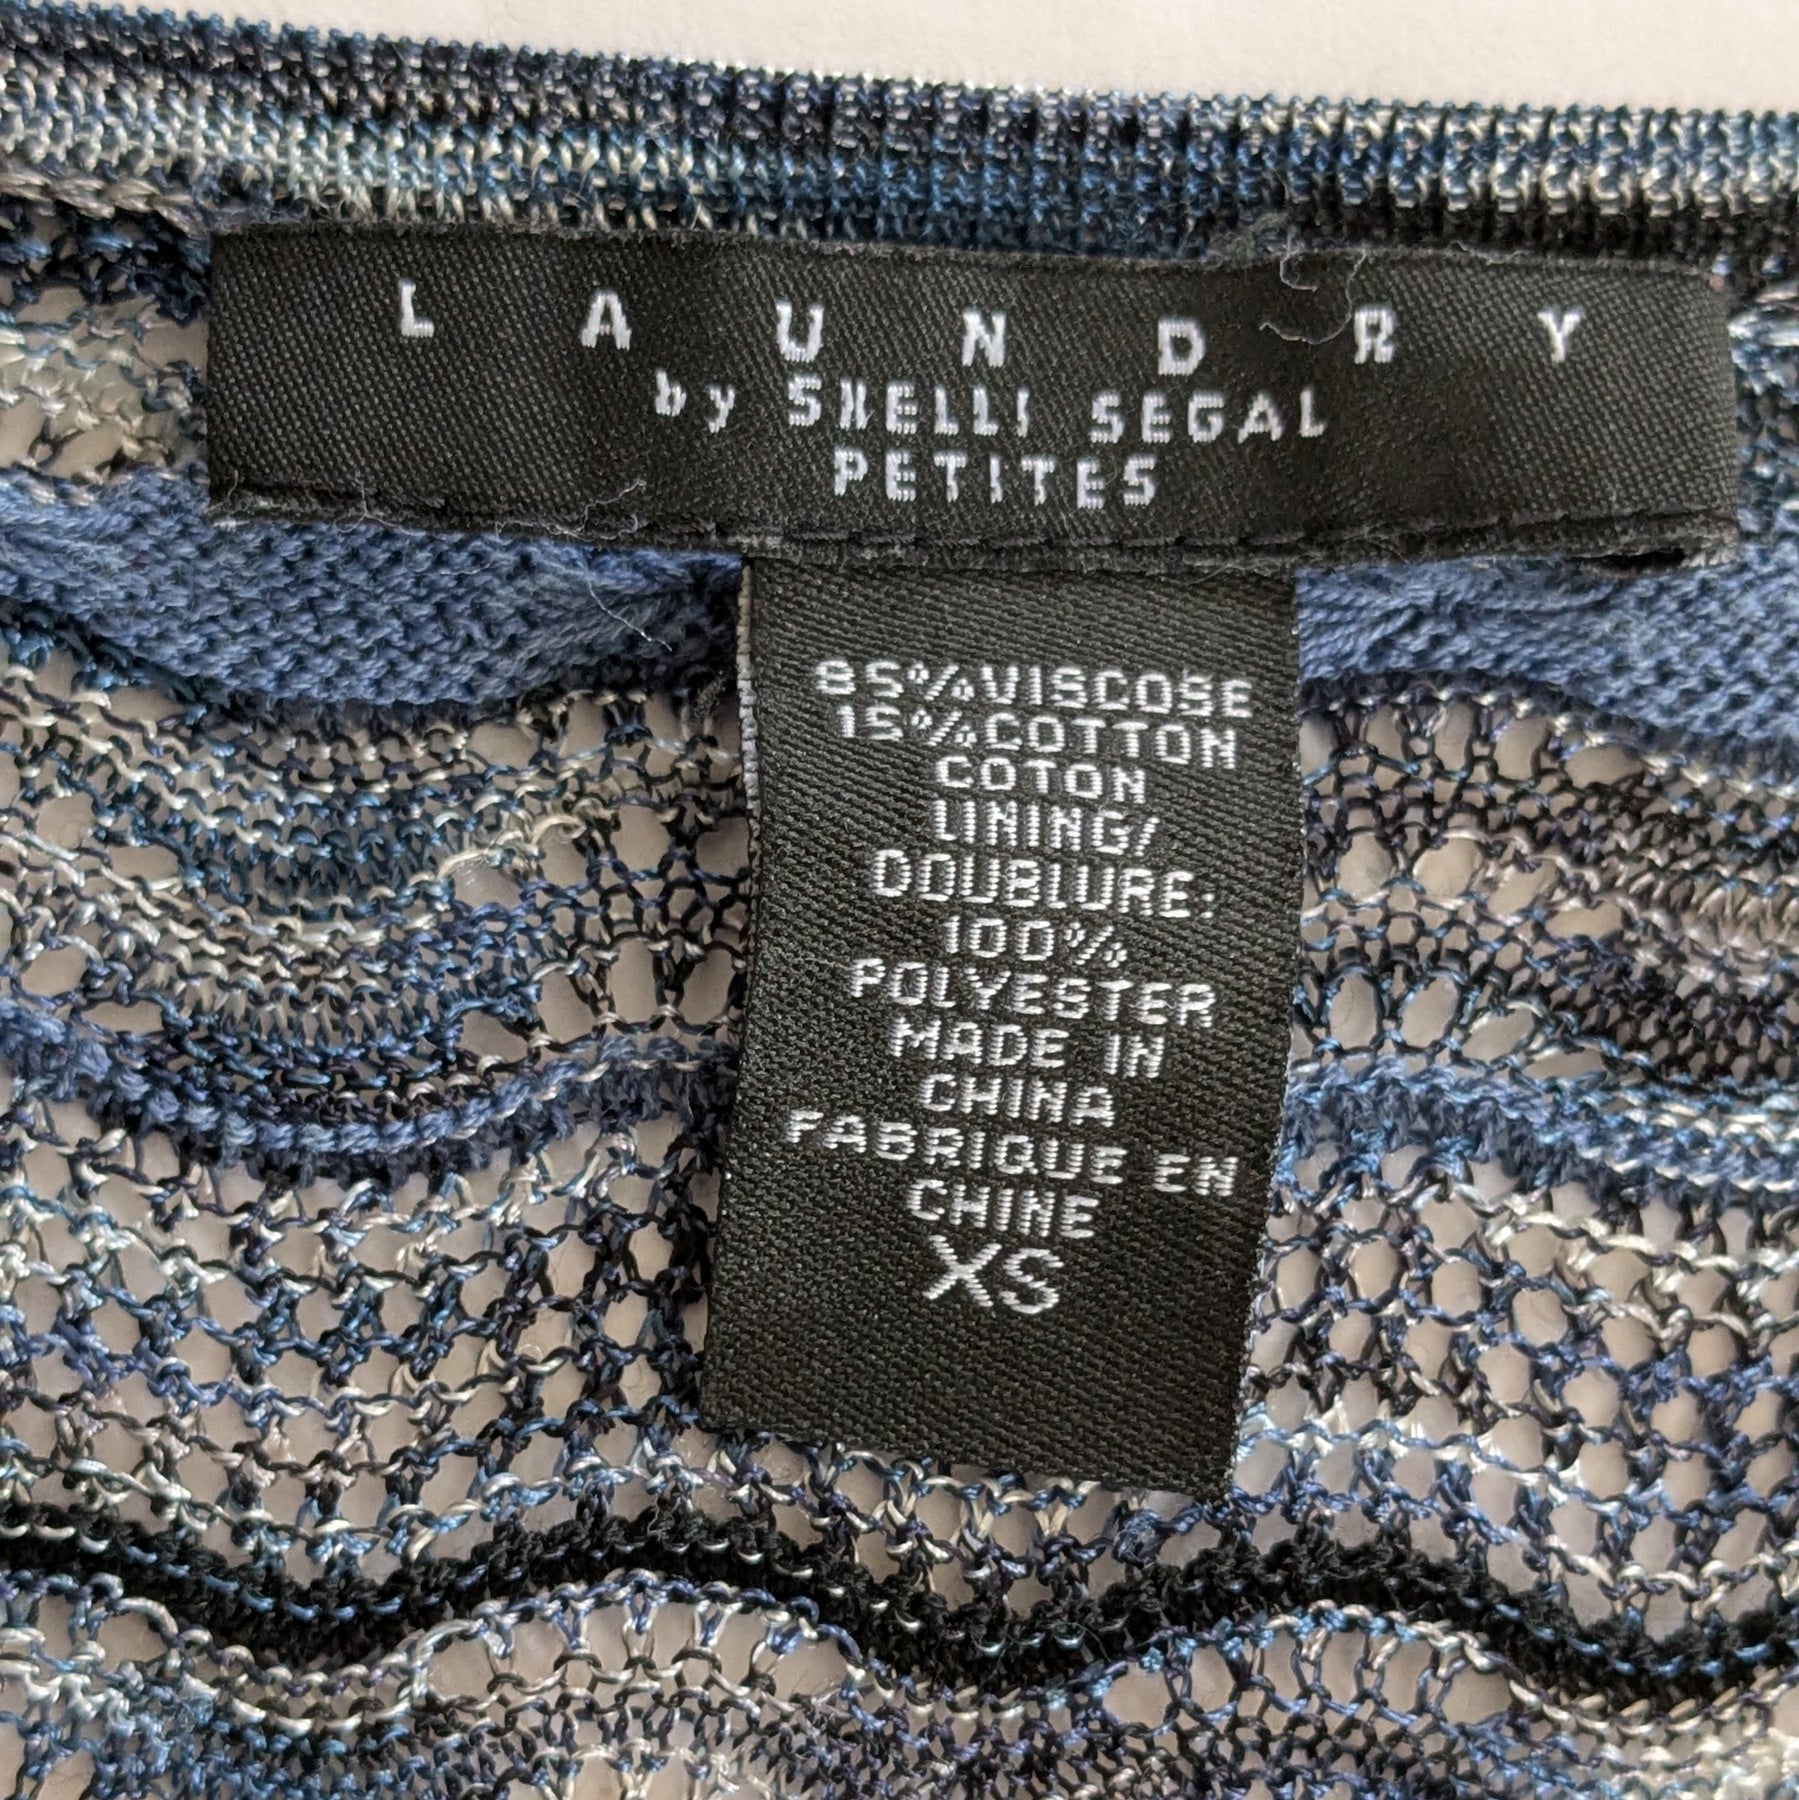 LAUNDRY
by SHELLI SEGAL
PETITES
85%VISCOSE
15%COTTON
COTON
LINING/
DOUBLURE:
100%
POLYESTER
MADE IN
CHINA
FABRIQUE EN
CHINE
XS